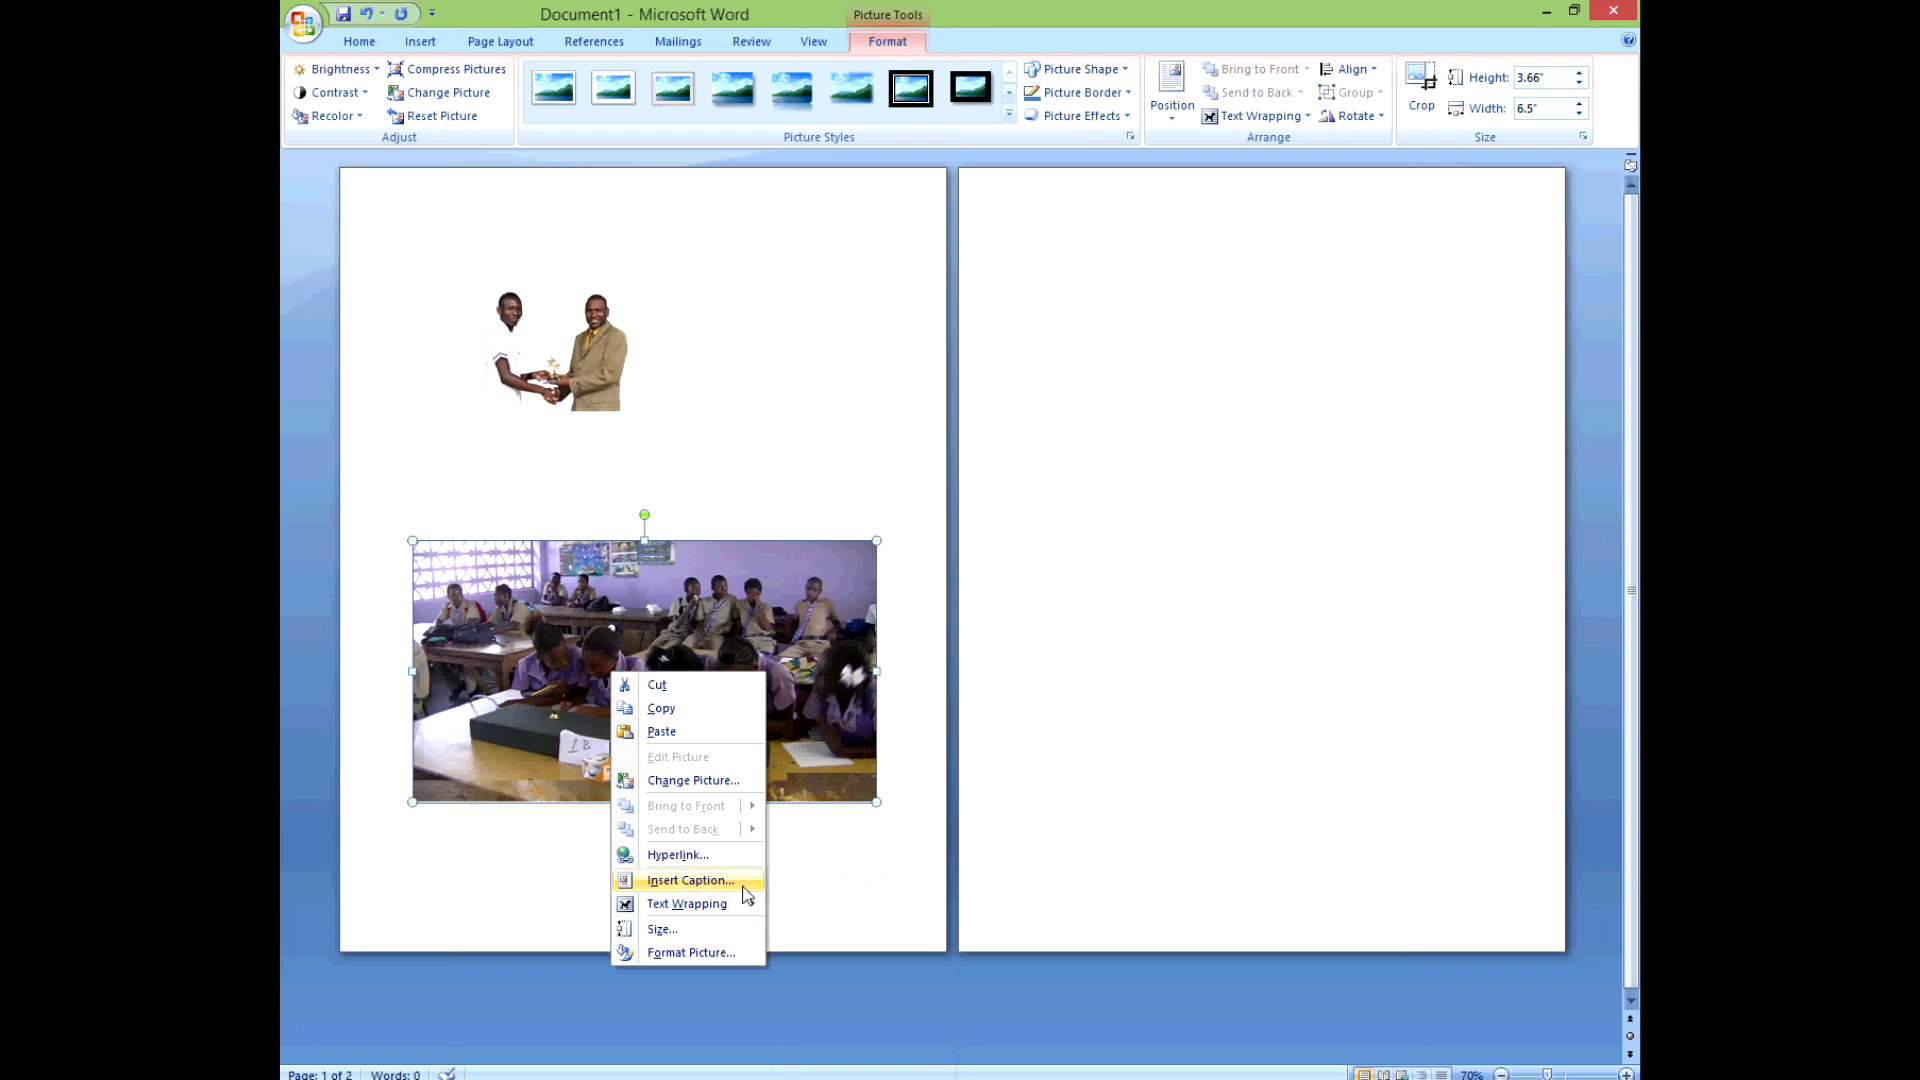 Document1 - Microsoft Word
Picture Tools
Home
Insert
Page Layout
References
Mailings
Review
View
Format
Brightness
Contrast
Recolor
Compress Pictures
Change Picture
Reset Picture
Adjust
Picture Styles
Picture Shape
Picture Border
Picture Effects
Position
Bring to Front
Send to Back
Text Wrapping
Align
Group
Rotate
Arrange
Crop
Height: 3.66"
Width: 6.5"
Size
1 B
Cut
Copy
Paste
Edit Picture
Change Picture...
Bring to Front
Send to Back
Hyperlink...
Insert Caption...
Text Wrapping
Size...
Format Picture...
Page: 1 of 2
Words: 0
70%